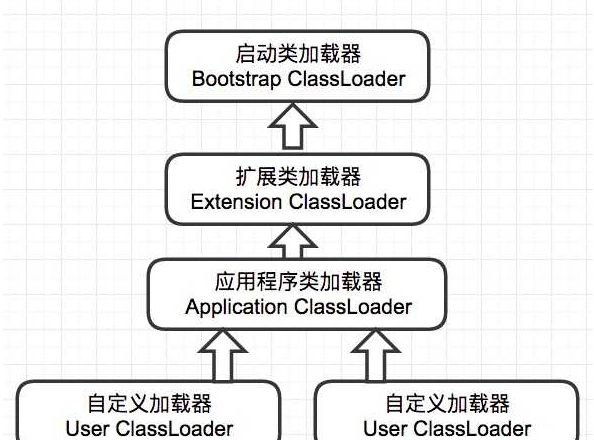 启动类加载器
Bootstrap ClassLoader
扩展类加载器
Extension ClassLoader
应用程序类加载器
Application ClassLoader
自定义加载器
User ClassLoader
自定义加载器
User ClassLoader